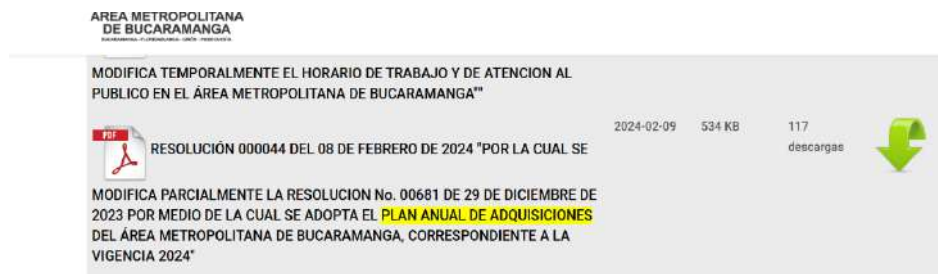 AREA METROPOLITANA
DE BUCARAMANGA
MODIFICA TEMPORALMENTE EL HORARIO DE TRABAJO Y DE ATENCION AL
PUBLICO EN EL ÁREA METROPOLITANA DE BUCARAMANGA""
PDF
RESOLUCIÓN 000044 DEL 08 DE FEBRERO DE 2024 "POR LA CUAL SE
2024-02-09 534 KB 117 descargas
MODIFICA PARCIALMENTE LA RESOLUCION No. 00681 DE 29 DE DICIEMBRE DE
2023 POR MEDIO DE LA CUAL SE ADOPTA EL PLAN ANUAL DE ADQUISICIONES
DEL ÁREA METROPOLITANA DE BUCARAMANGA, CORRESPONDIENTE A LA
VIGENCIA 2024"